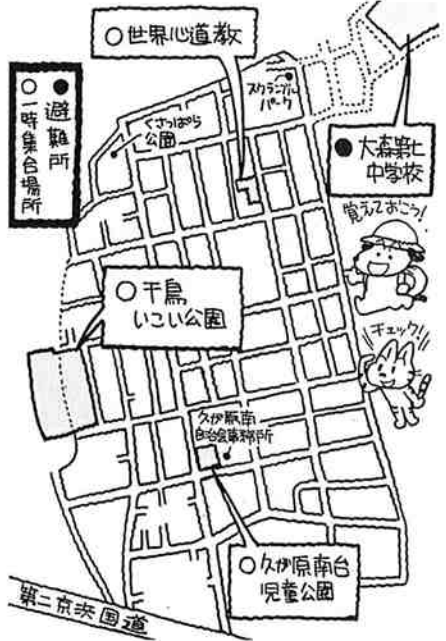 ○世界心道教
スクランブル
パーク
くさっぱら
公園
●避難所
○一時集合場所
●大森第七
中学校
覚えておこう!
○千鳥
いこい公園
チェック!!
久が原南
自治会事務所
○久が原南台
児童公園
第二京浜国道